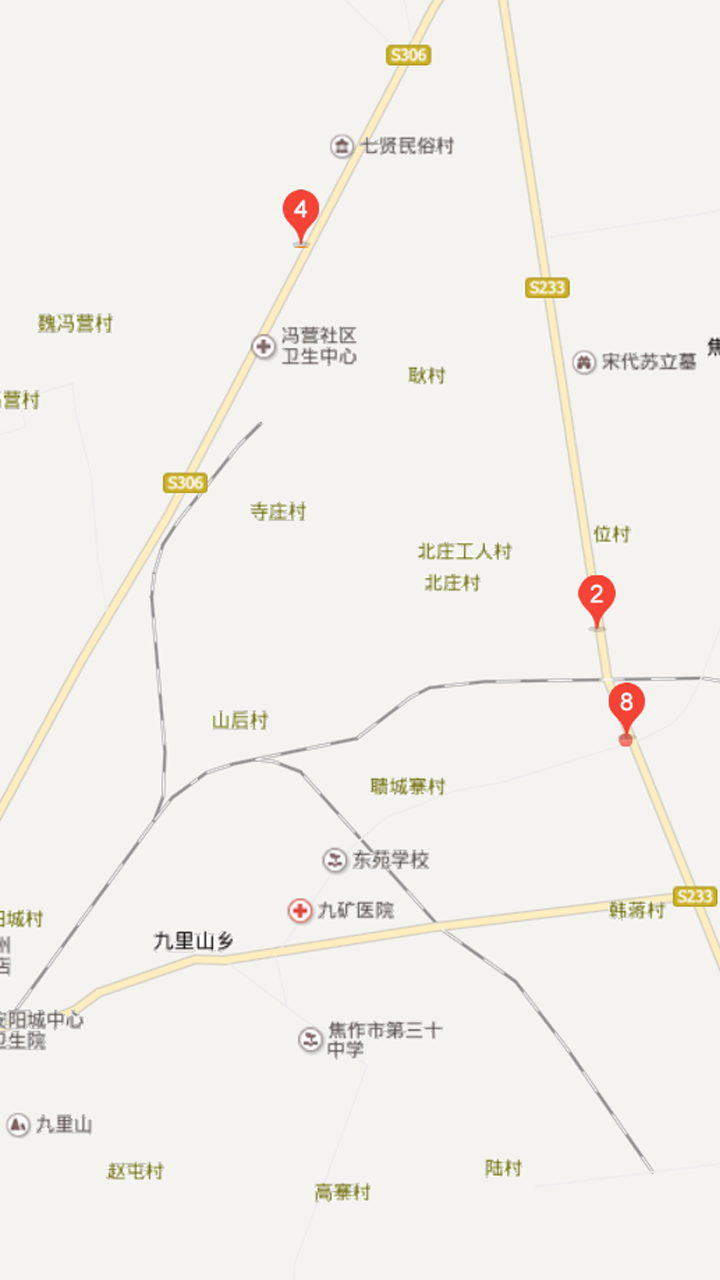 S306
七贤民俗村
4
S233
魏冯营村
冯营社区
卫生中心
焦
宋代苏立墓
耿村
营村
S306
寺庄村
位村
北庄工人村
北庄村
2
8
山后村
聩城寨村
东苑学校
S233
九矿医院
韩蒋村
城村
九里山乡
州
店
阳城中心
卫生院
焦作市第三十
中学
九里山
赵屯村
陆村
高寨村